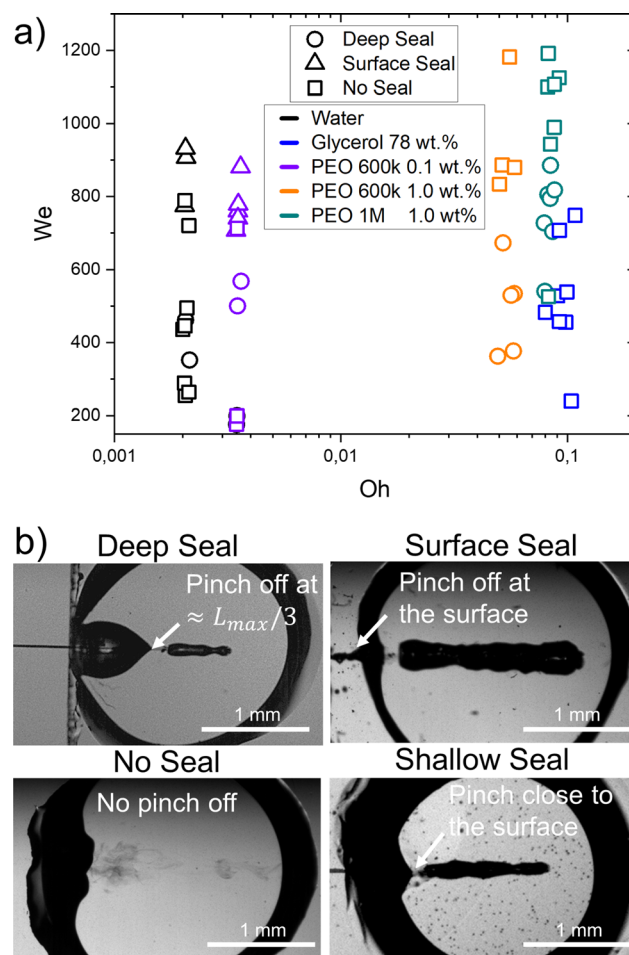 a)
1200
1000
800
600
400
200
We
Deep Seal
Surface Seal
No Seal
Water
Glycerol 78 wt.%
PEO 600k 0.1 wt.%
PEO 600k 1.0 wt.%
PEO 1M 1.0 wt%
0,001
0,01
0,1
Oh
b)
Deep Seal
Pinch off at
≈ L_max/3
1 mm
Surface Seal
Pinch off at
the surface
1 mm
No Seal
No pinch off
1 mm
Shallow Seal
Pinch close to
the surface
1 mm